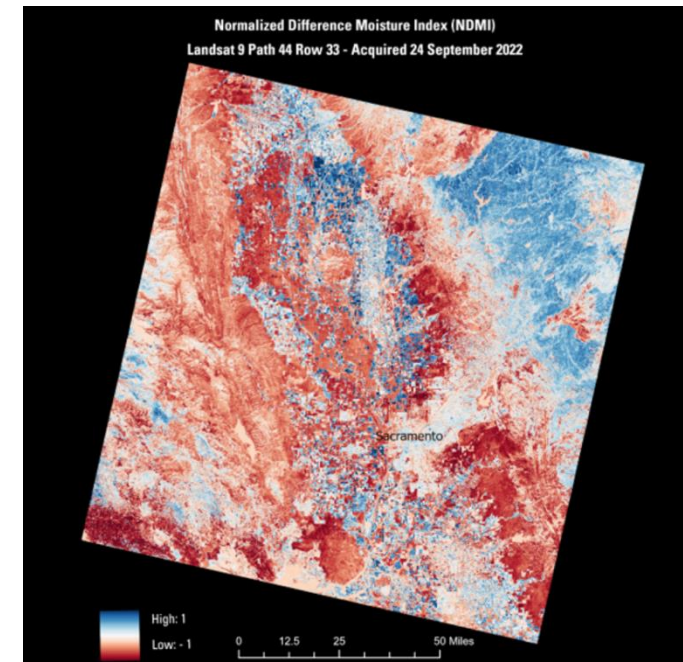 Normalized Difference Moisture Index (NDMI)
Landsat 9 Path 44 Row 33 - Acquired 24 September 2022
Sacramento
High: 1
Low: - 1
0 12.5 25 50 Miles